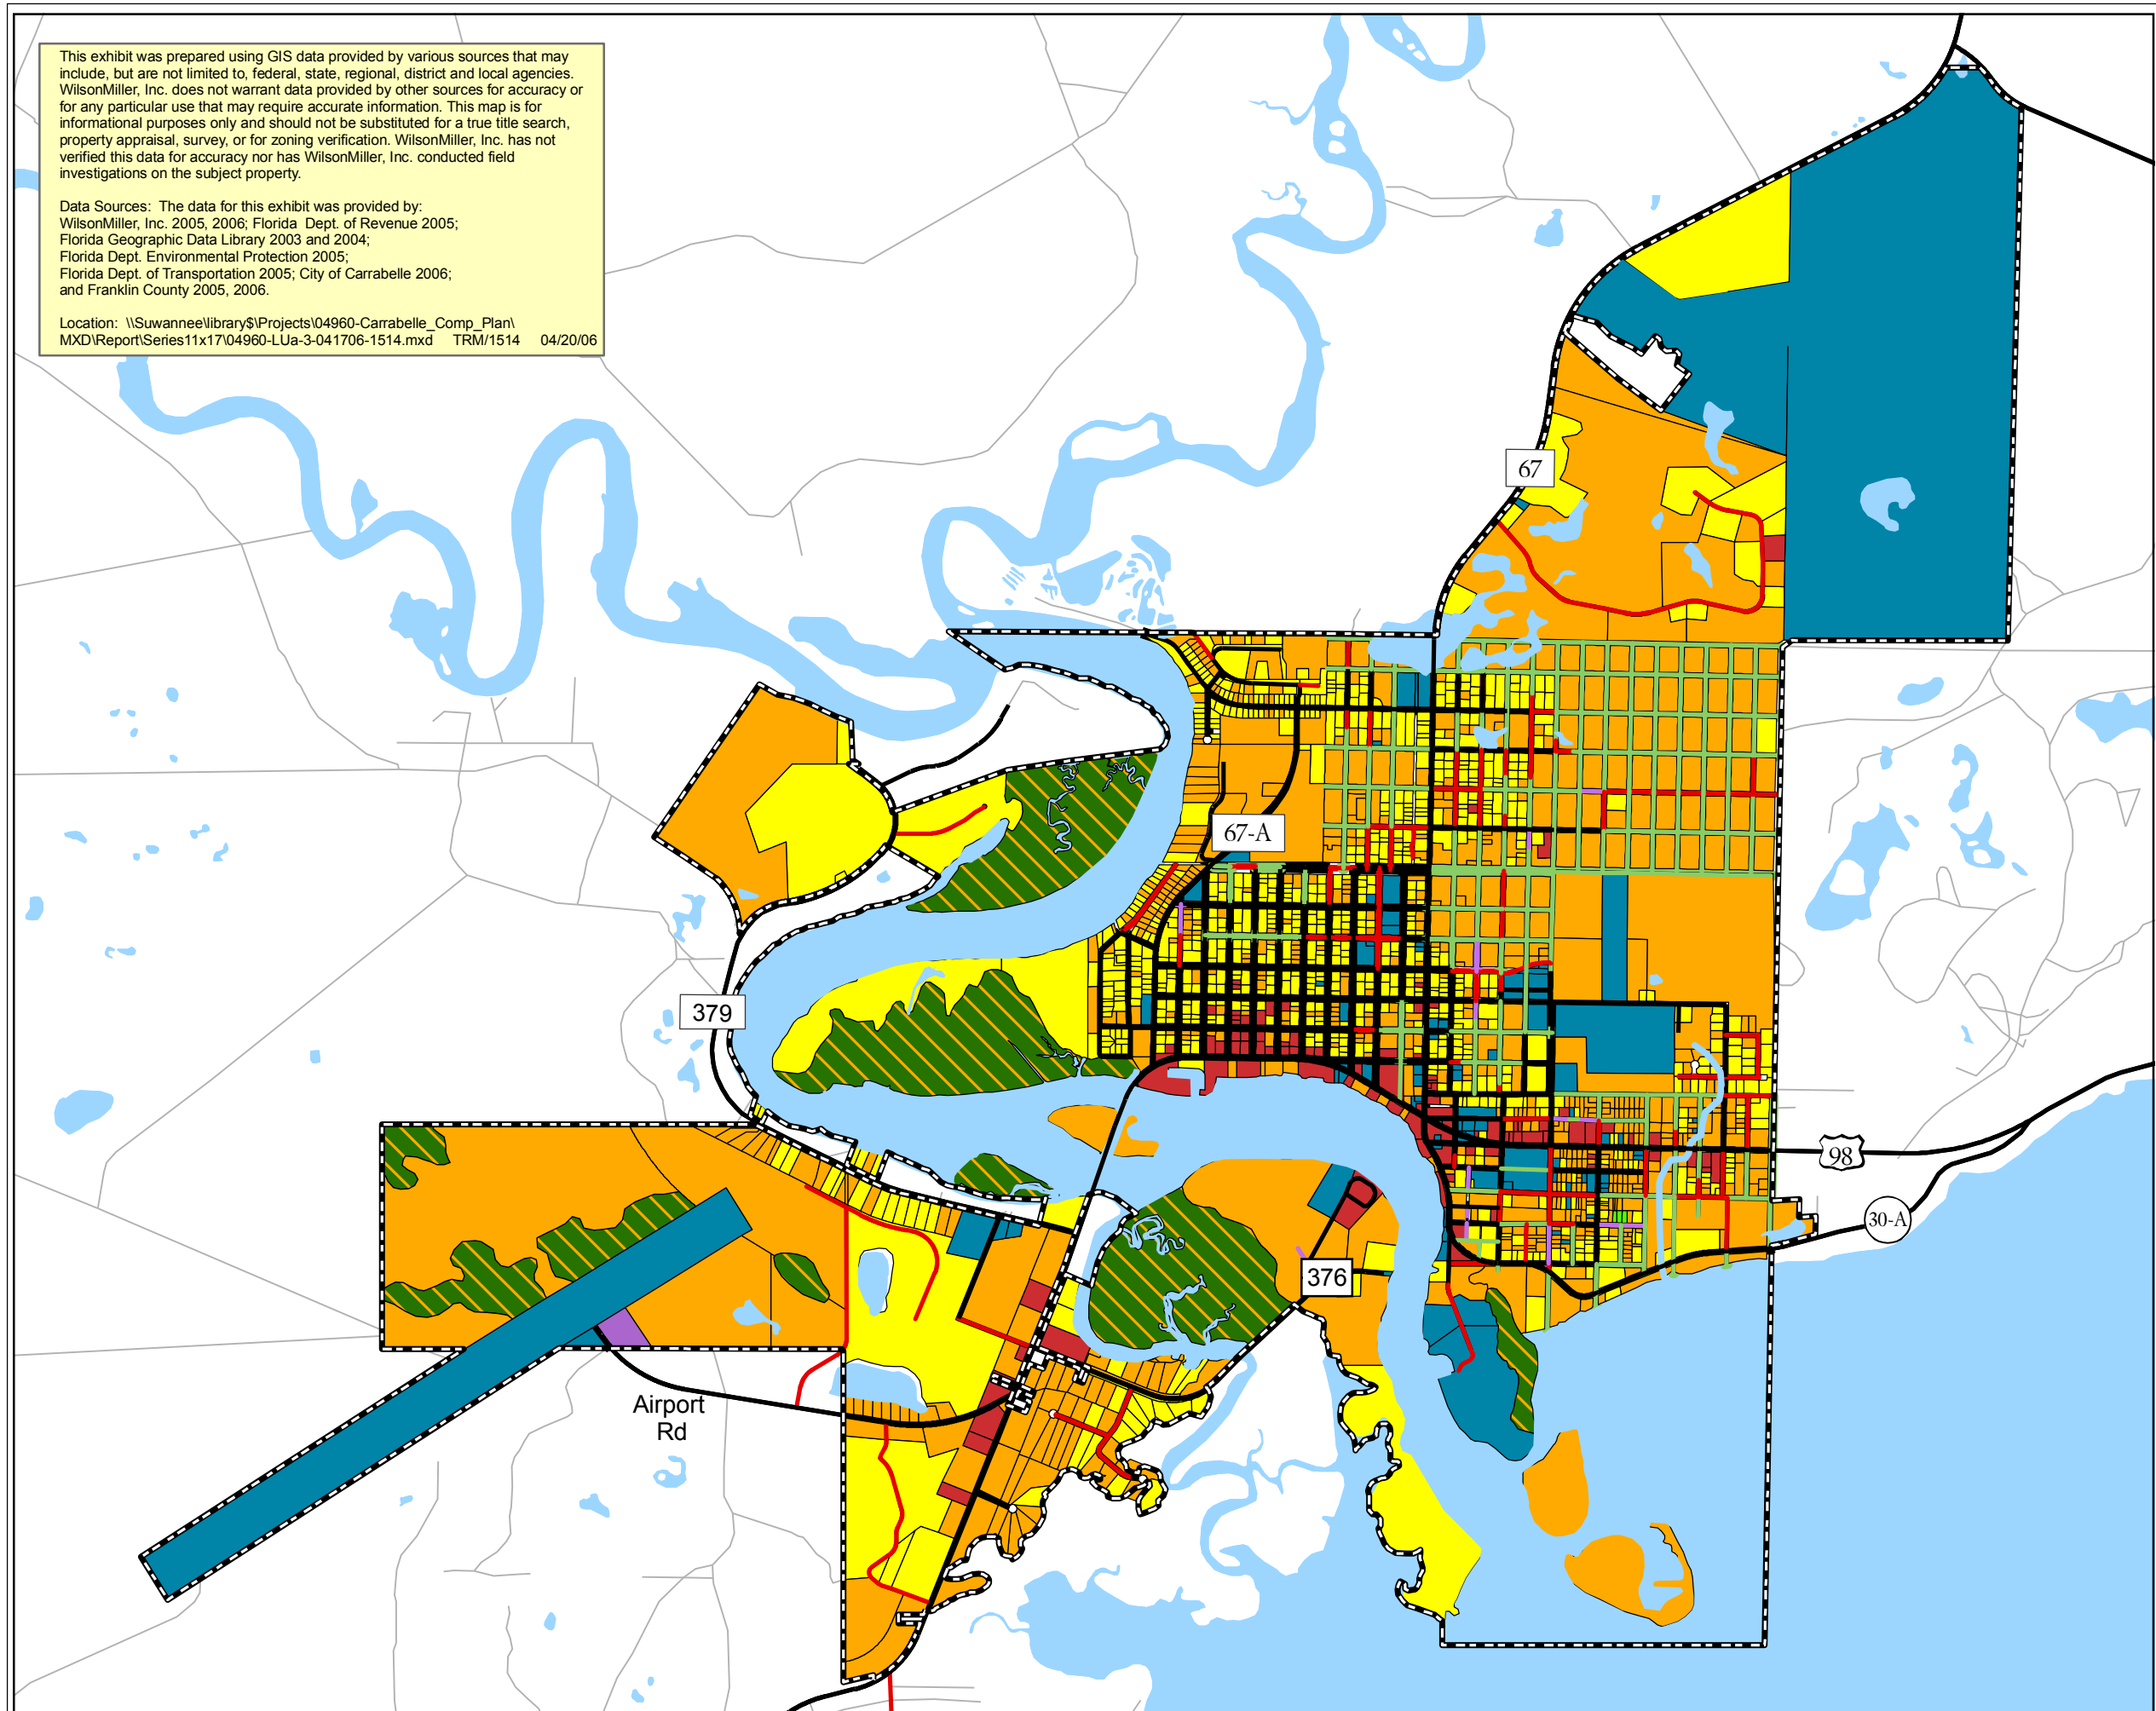 This exhibit was prepared using GIS data provided by various sources that may
include, but are not limited to, federal, state, regional, district and local agencies.
WilsonMiller, Inc. does not warrant data provided by other sources for accuracy or
for any particular use that may require accurate information. This map is for
informational purposes only and should not be substituted for a true title search,
property appraisal, survey, or for zoning verification. WilsonMiller, Inc. has not
verified this data for accuracy nor has WilsonMiller, Inc. conducted field
investigations on the subject property.
Data Sources: The data for this exhibit was provided by:
WilsonMiller, Inc. 2005, 2006; Florida Dept. of Revenue 2005;
Florida Geographic Data Library 2003 and 2004;
Florida Dept. Environmental Protection 2005;
Florida Dept. of Transportation 2005; City of Carrabelle 2006;
and Franklin County 2005, 2006.
Location: \\Suwannee\library$\Projects\04960-Carrabelle_Comp_Plan\
MXD\Report\Series11x17\04960-LUa-3-041706-1514.mxd TRM/1514 04/20/06
67
67-A
379
98
30-A
376
Airport
Rd